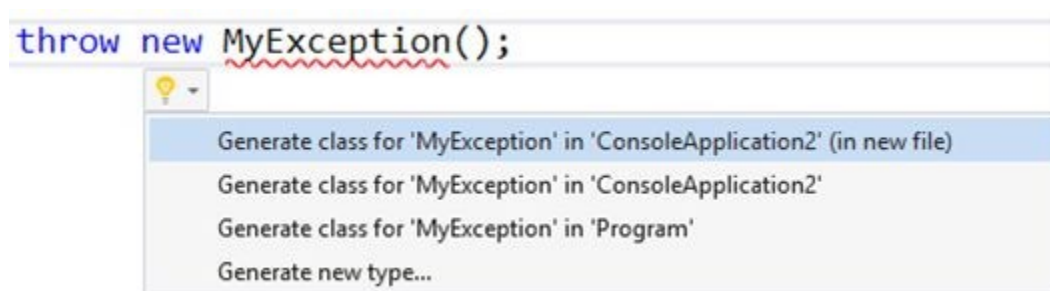 throw new MyException();
Generate class for 'MyException' in 'ConsoleApplication2' (in new file)
Generate class for 'MyException' in 'ConsoleApplication2'
Generate class for 'MyException' in 'Program'
Generate new type...